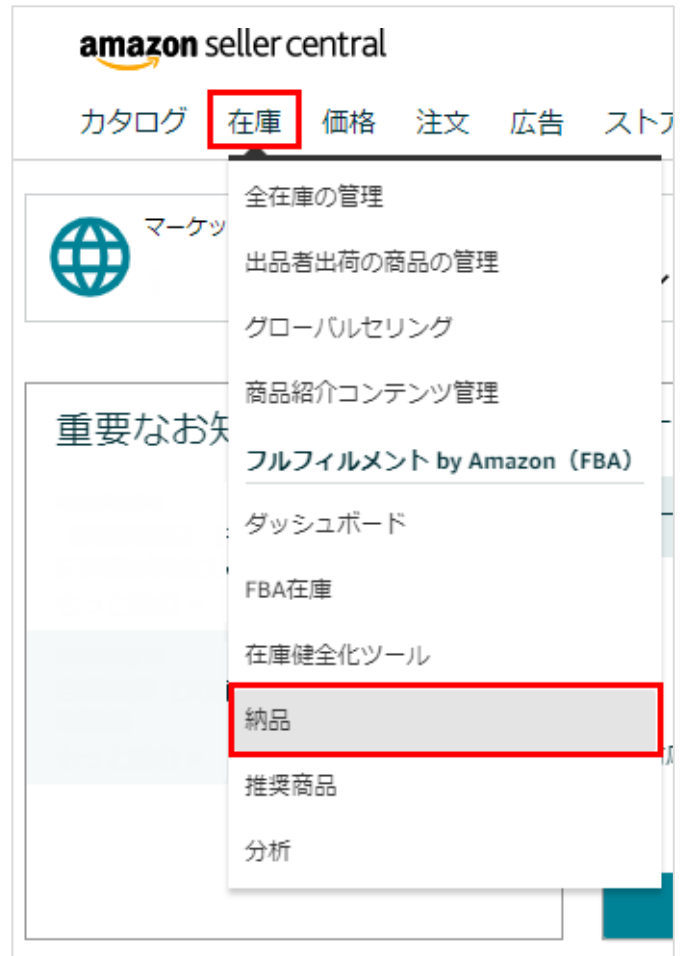 amazon seller central
カタログ 在庫 価格 注文 広告 ストア
マーケッ
全在庫の管理
出品者出荷の商品の管理
グローバルセリング
商品紹介コンテンツ管理
重要なお知
フルフィルメント by Amazon（FBA）
ダッシュボード
FBA在庫
在庫健全化ツール
納品
推奨商品
分析